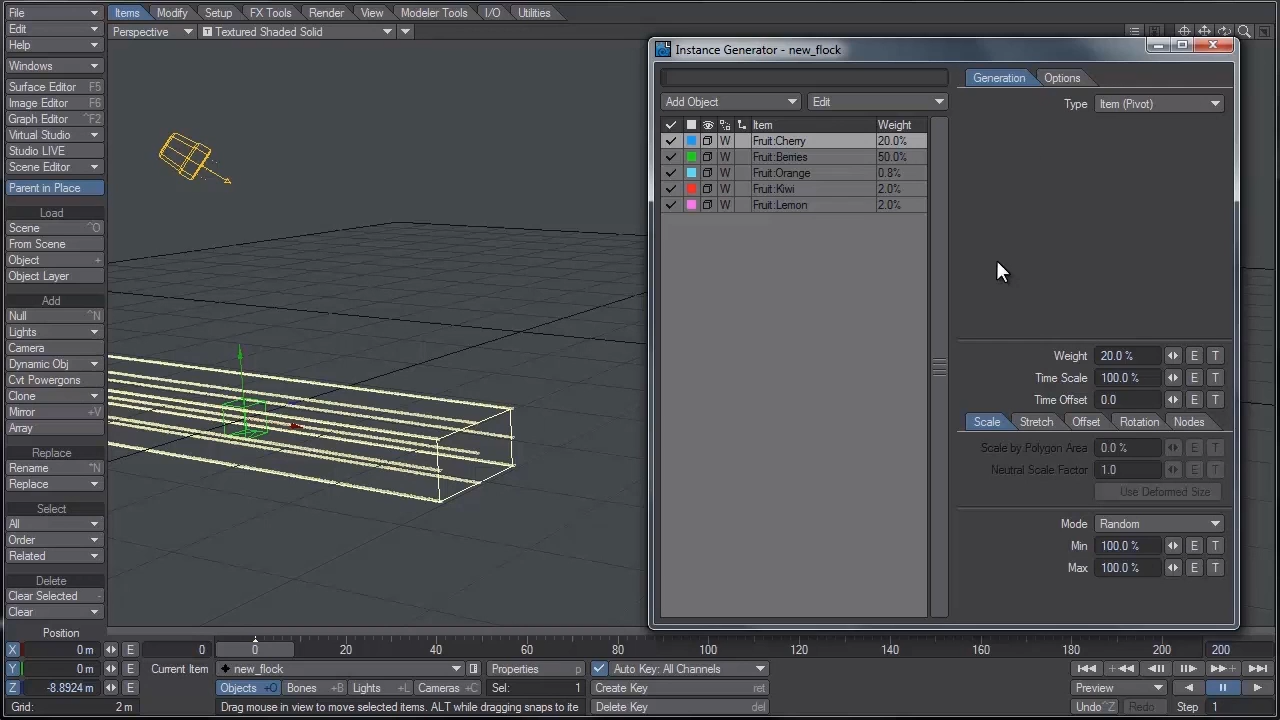 File
Items Modify Setup FX Tools Render View Modeler Tools I/O Utilities
Edit
Perspective T Textured Shaded Solid
Help
Instance Generator - new_flock
Windows
Generation Options
Surface Editor F5
Image Editor F6
Graph Editor ^F2
Virtual Studio
Studio LIVE
Scene Editor
Parent in Place
Load
Scene ^O
From Scene
Object +
Object Layer
Add
Null ^N
Lights
Camera
Dynamic Obj
Cvt Powergons
Clone
Mirror +V
Array
Replace
Rename ^N
Replace
Select
All
Order
Related
Delete
Clear Selected -
Clear
Add Object Edit
Item Weight
W Fruit:Cherry 20.0%
W Fruit:Berries 50.0%
W Fruit:Orange 0.8%
W Fruit:Kiwi 2.0%
W Fruit:Lemon 2.0%
Type Item (Pivot)
Weight 20.0 % E T
Time Scale 100.0 % E T
Time Offset 0.0 E T
Scale Stretch Offset Rotation Nodes
Scale by Polygon Area 0.0 % E T
Neutral Scale Factor 1.0 E T
Use Deformed Size
Mode Random
Min 100.0 % E T
Max 100.0 % E T
Position
X 0 m E 0 0 20 40 60 80 100 120 140 160 180 200 200
Y 0 m E Current Item new_flock Properties p Auto Key: All Channels
Z -8.8924 m E Objects +O Bones +B Lights +L Cameras +C Sel: 1 Create Key ret Preview
Grid: 2 m Drag mouse in view to move selected items. ALT while dragging snaps to ite Delete Key del Undo ^Z Redo Z Step 1